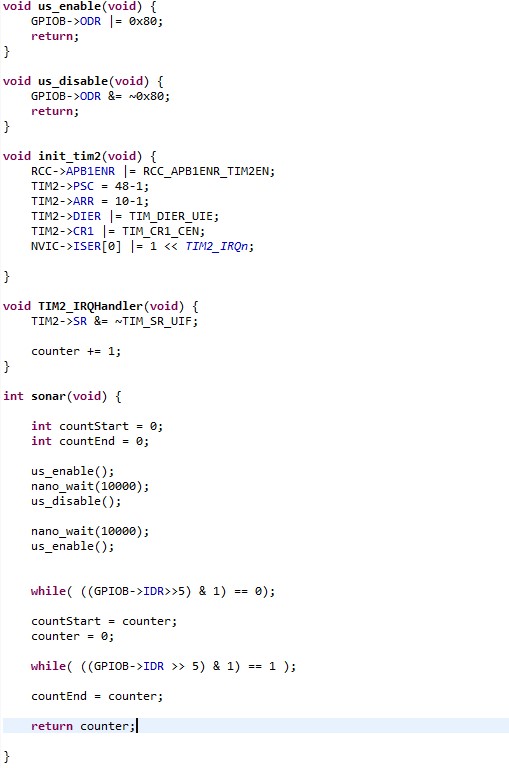 void us_enable(void) {
    GPIOB->ODR |= 0x80;
    return;
}
void us_disable(void) {
    GPIOB->ODR &= ~0x80;
    return;
}
void init_tim2(void) {
    RCC->APB1ENR |= RCC_APB1ENR_TIM2EN;
    TIM2->PSC = 48-1;
    TIM2->ARR = 10-1;
    TIM2->DIER |= TIM_DIER_UIE;
    TIM2->CR1 |= TIM_CR1_CEN;
    NVIC->ISER[0] |= 1 << TIM2_IRQn;
}
void TIM2_IRQHandler(void) {
    TIM2->SR &= ~TIM_SR_UIF;
    counter += 1;
}
int sonar(void) {
    int countStart = 0;
    int countEnd = 0;
    us_enable();
    nano_wait(10000);
    us_disable();
    nano_wait(10000);
    us_enable();
    while( ((GPIOB->IDR>>5) & 1) == 0);
    countStart = counter;
    counter = 0;
    while( ((GPIOB->IDR >> 5) & 1) == 1 );
    countEnd = counter;
    return counter;
}